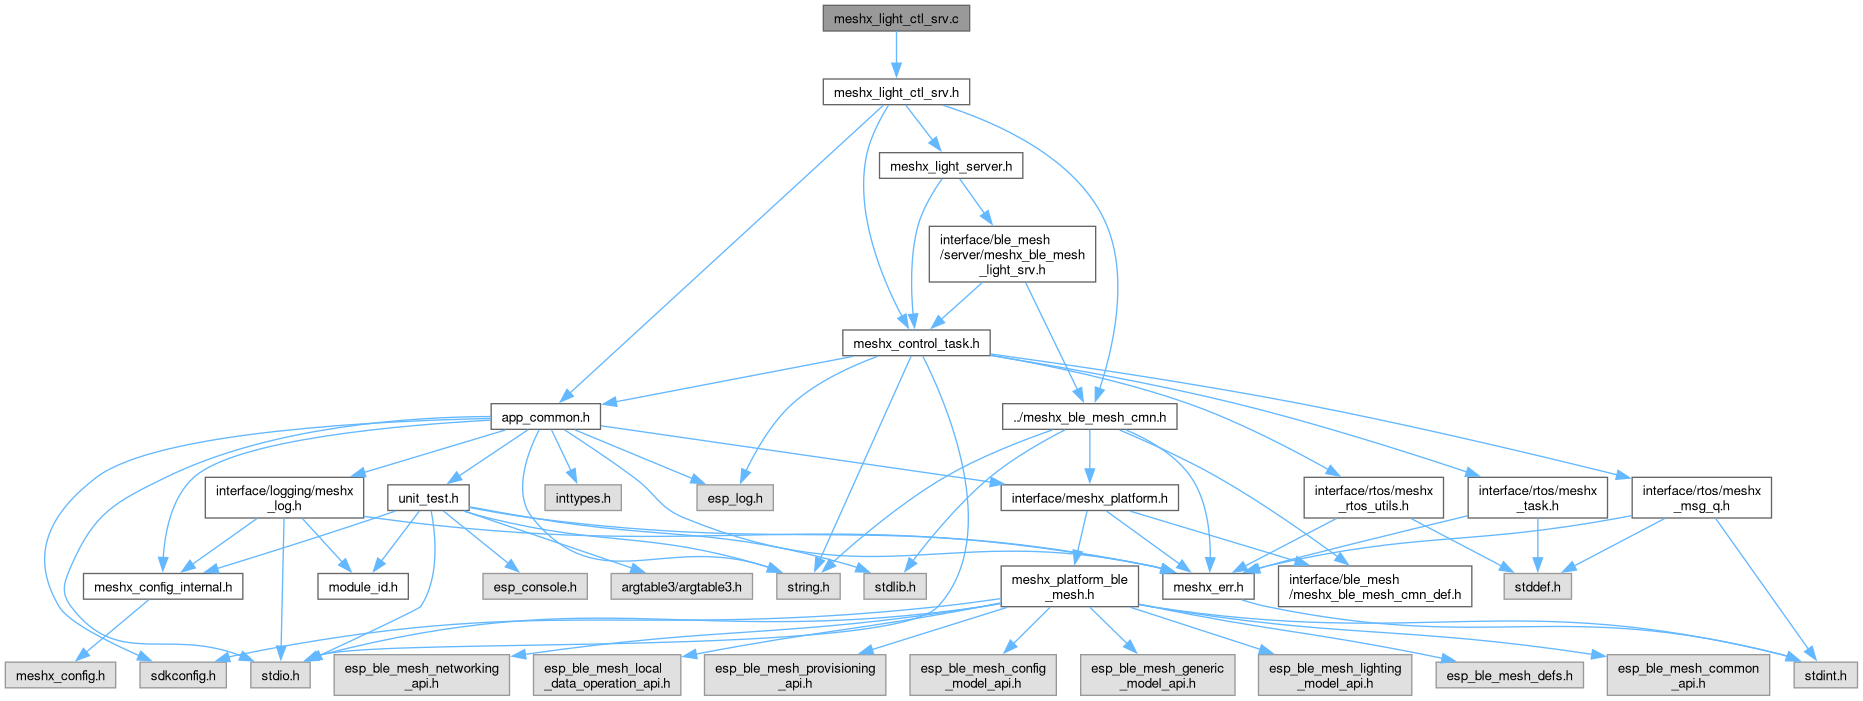 meshx_light_ctl_srv.c
meshx_light_ctl_srv.h
meshx_light_server.h
interface/ble_mesh
/server/meshx_ble_mesh
_light_srv.h
meshx_control_task.h
app_common.h
../meshx_ble_mesh_cmn.h
interface/logging/meshx
_log.h
unit_test.h
inttypes.h
esp_log.h
interface/meshx_platform.h
interface/rtos/meshx
_rtos_utils.h
interface/rtos/meshx
_task.h
interface/rtos/meshx
_msg_q.h
meshx_config_internal.h
module_id.h
esp_console.h
argtable3/argtable3.h
string.h
stdlib.h
meshx_platform_ble
_mesh.h
meshx_err.h
interface/ble_mesh
/meshx_ble_mesh_cmn_def.h
stddef.h
meshx_config.h
sdkconfig.h
stdio.h
esp_ble_mesh_networking
_api.h
esp_ble_mesh_local
_data_operation_api.h
esp_ble_mesh_provisioning
_api.h
esp_ble_mesh_config
_model_api.h
esp_ble_mesh_generic
_model_api.h
esp_ble_mesh_lighting
_model_api.h
esp_ble_mesh_defs.h
esp_ble_mesh_common
_api.h
stdint.h